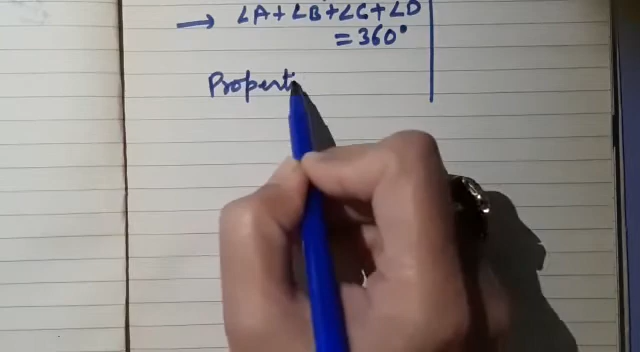 → ∠A+∠B+∠C+∠D
= 360°
Properti